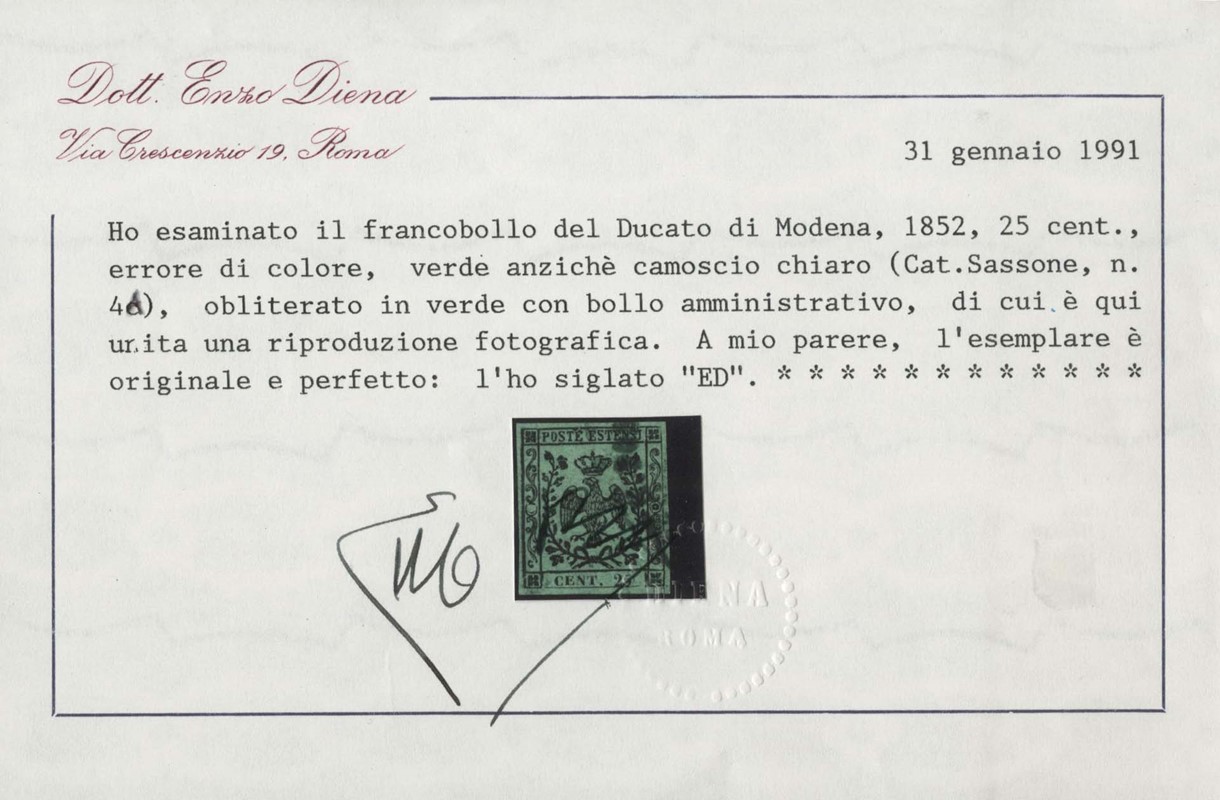 Dott. Enzo Diena
Via Crescenzio 19, Roma
31 gennaio 1991
Ho esaminato il francobollo del Ducato di Modena, 1852, 25 cent.,
errore di colore, verde anzichè camoscio chiaro (Cat.Sassone, n.
4), obliterato in verde con bollo amministrativo, di cui è qui
unita una riproduzione fotografica. A mio parere, l'esemplare è
originale e perfetto: l'ho siglato "ED". * * * * * * * * * * * *
POSTE ESTENSI
CENT. 25
DIENA
ROMA